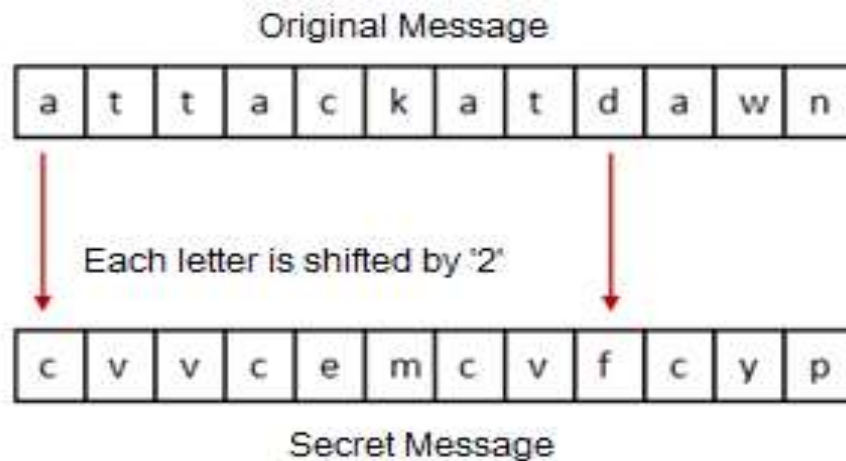 Original Message
a t t a c k a t d a w n
Each letter is shifted by '2'
c v v c e m c v f c y p
Secret Message